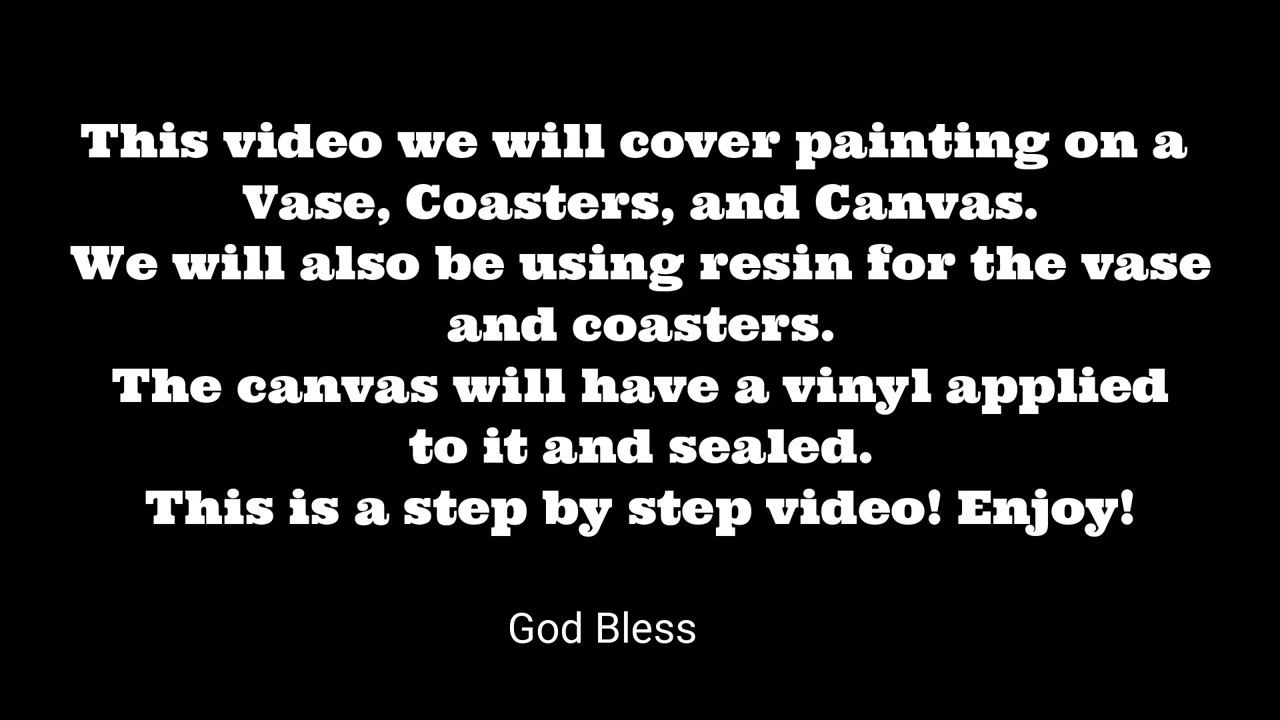 This video we will cover painting on a
Vase, Coasters, and Canvas.
We will also be using resin for the vase
and coasters.
The canvas will have a vinyl applied
to it and sealed.
This is a step by step video! Enjoy!
God Bless